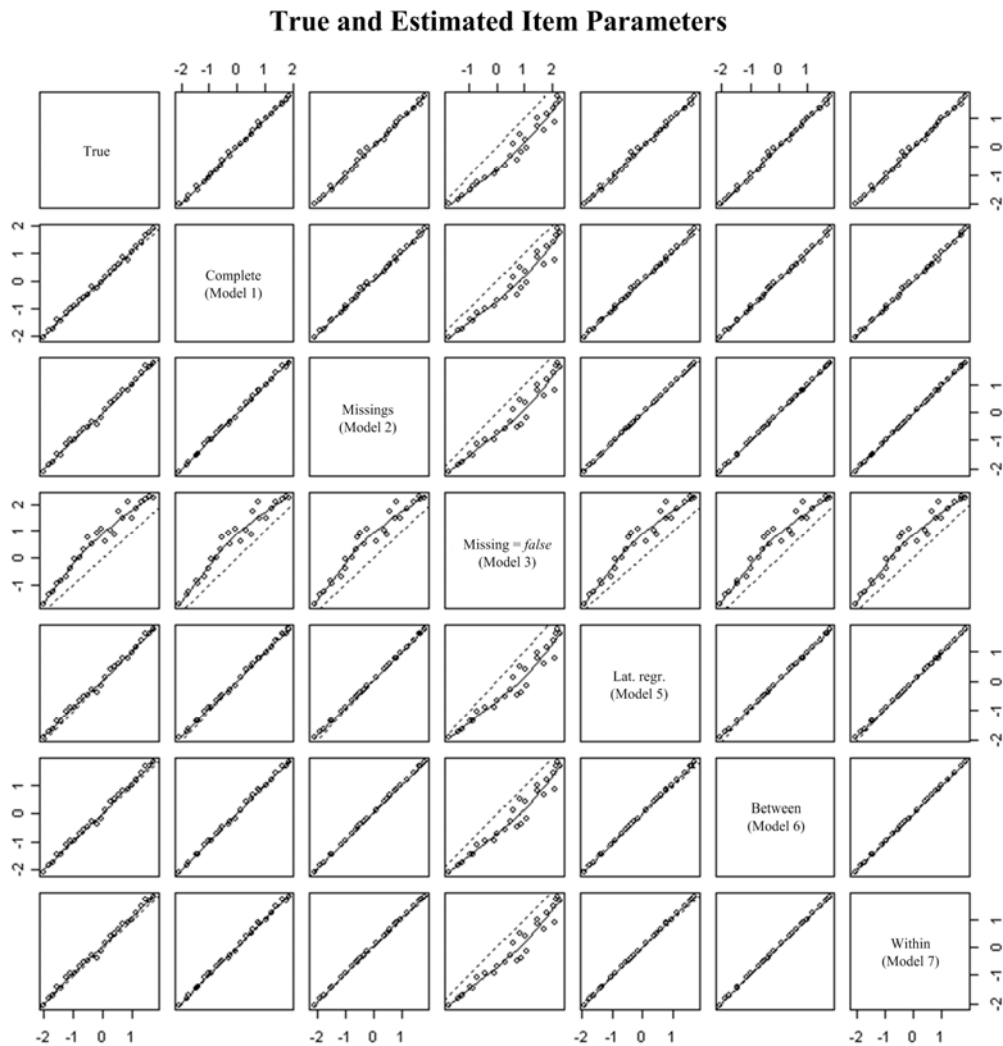 True and Estimated Item Parameters
-2 -1 0 1 2
-1 0 1 2
-2 -1 0 1
True
-2 -1 0 1
Complete
(Model 1)
-2 -1 0 1 2
Missings
(Model 2)
-2 -1 0 1
Missing = false
(Model 3)
-1 0 1 2
Lat. regr.
(Model 5)
-2 -1 0 1
Between
(Model 6)
-2 -1 0 1
Within
(Model 7)
-2 -1 0 1
-2 -1 0 1
-2 -1 0 1
-2 -1 0 1
-2 -1 0 1